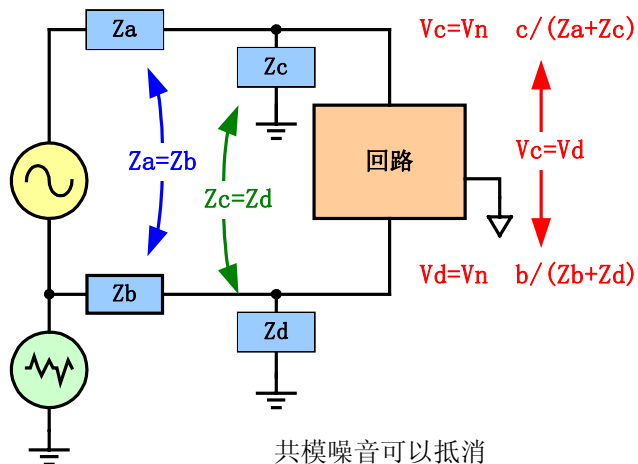 Za
Vc=Vn c/(Za+Zc)
Zc
Za=Zb
回路
Vc=Vd
Zc=Zd
Vd=Vn b/(Zb+Zd)
Zb
Zd
共模噪音可以抵消